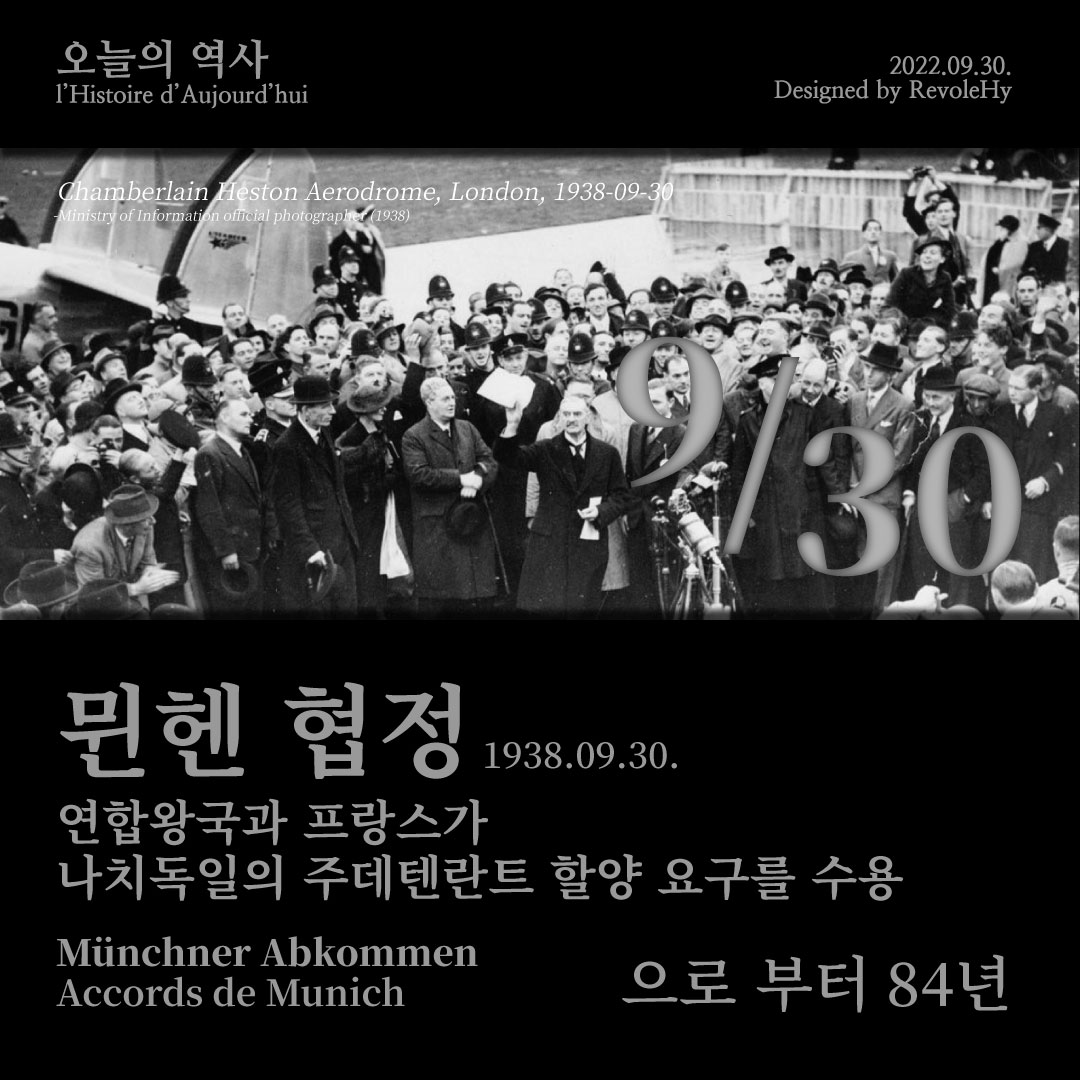 오늘의 역사
l'Histoire d'Aujourd'hui
2022.09.30.
Designed by RevoleHy
Chamberlain Heston Aerodrome, London, 1938-09-30
-Ministry of Information official photographer (1938)
9/30
뮌헨 협정 1938.09.30.
연합왕국과 프랑스가
나치독일의 주데텐란트 할양 요구를 수용
Münchner Abkommen
Accords de Munich
으로 부터 84년